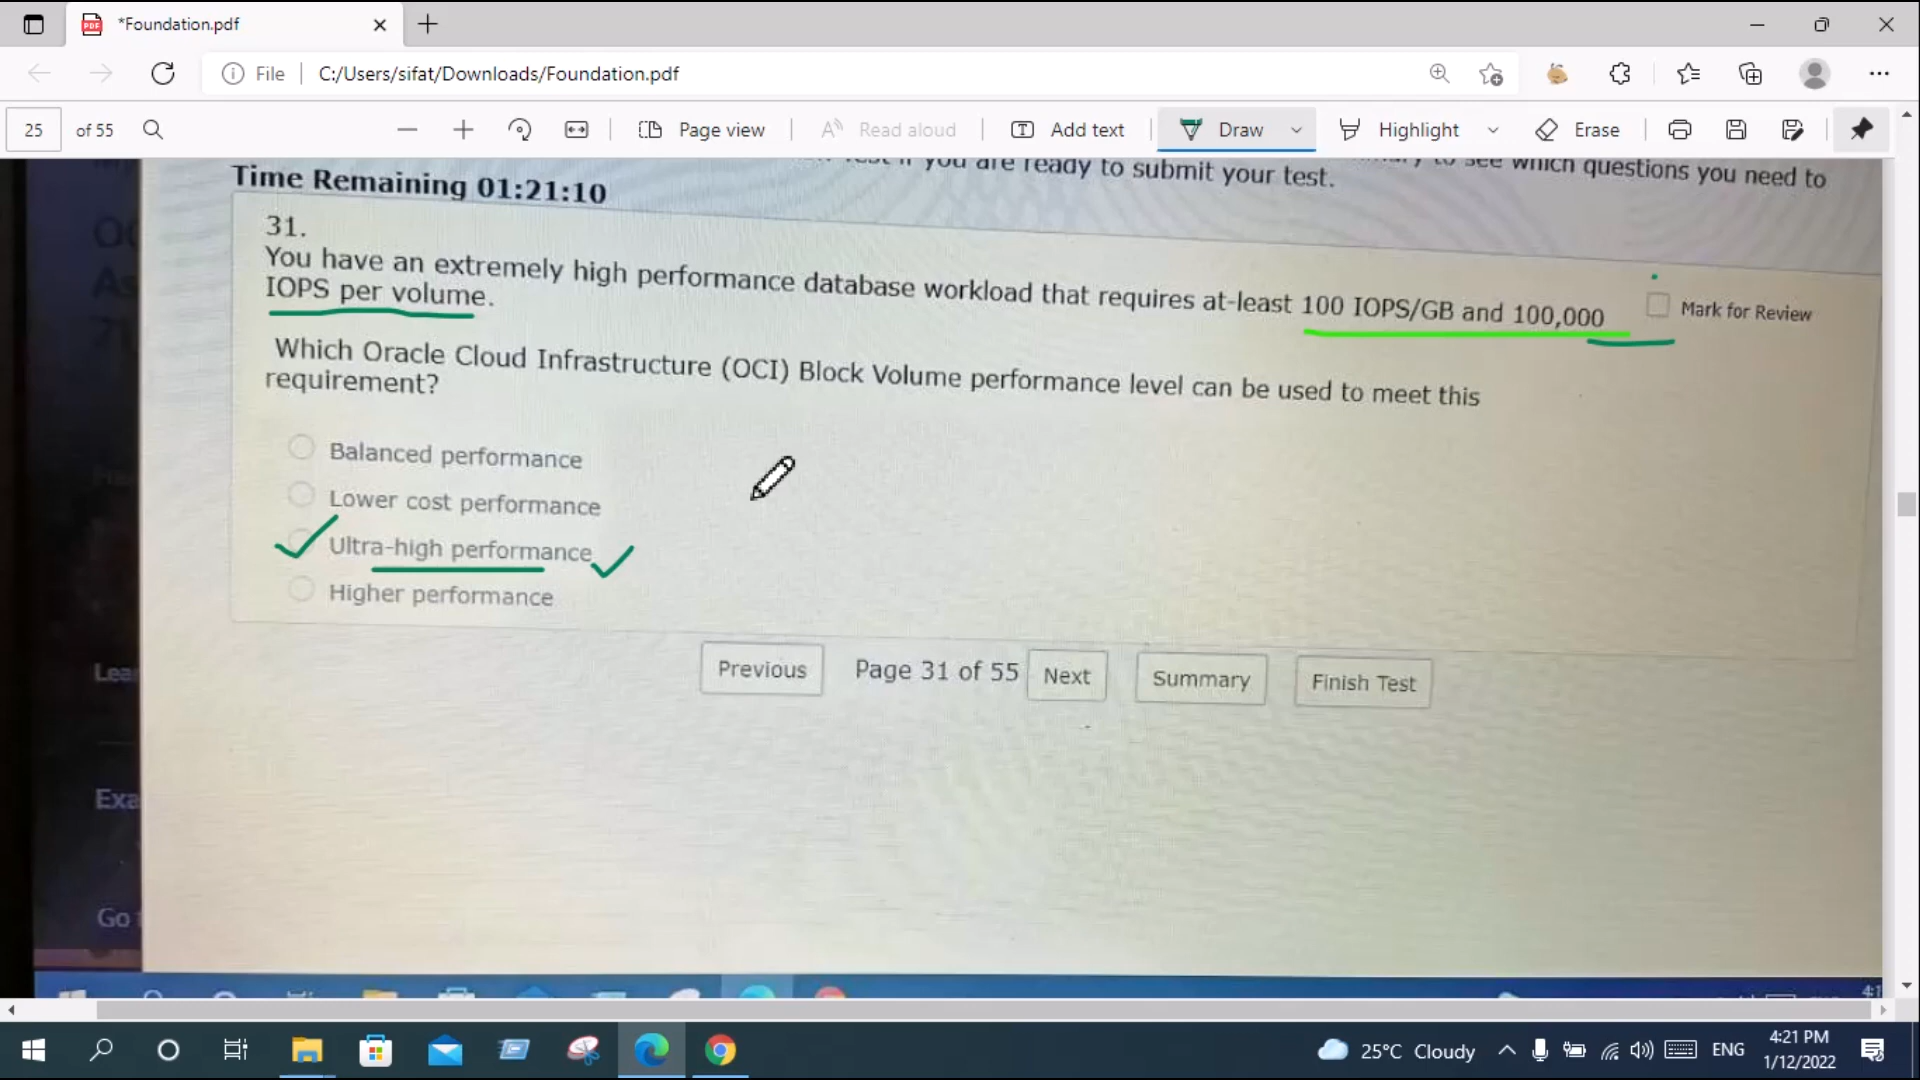 *Foundation.pdf
File
C:/Users/sifat/Downloads/Foundation.pdf
25 of 55
Page view
Read aloud
Add text
Draw
Highlight
Erase
if you are ready to submit your test.
to see which questions you need to
Time Remaining 01:21:10
31.
You have an extremely high performance database workload that requires at-least 100 IOPS/GB and 100,000
IOPS per volume.
Mark for Review
Which Oracle Cloud Infrastructure (OCI) Block Volume performance level can be used to meet this
requirement?
Balanced performance
Lower cost performance
Ultra-high performance
Higher performance
Previous
Page 31 of 55
Next
Summary
Finish Test
Go
25°C Cloudy
ENG
4:21 PM
1/12/2022